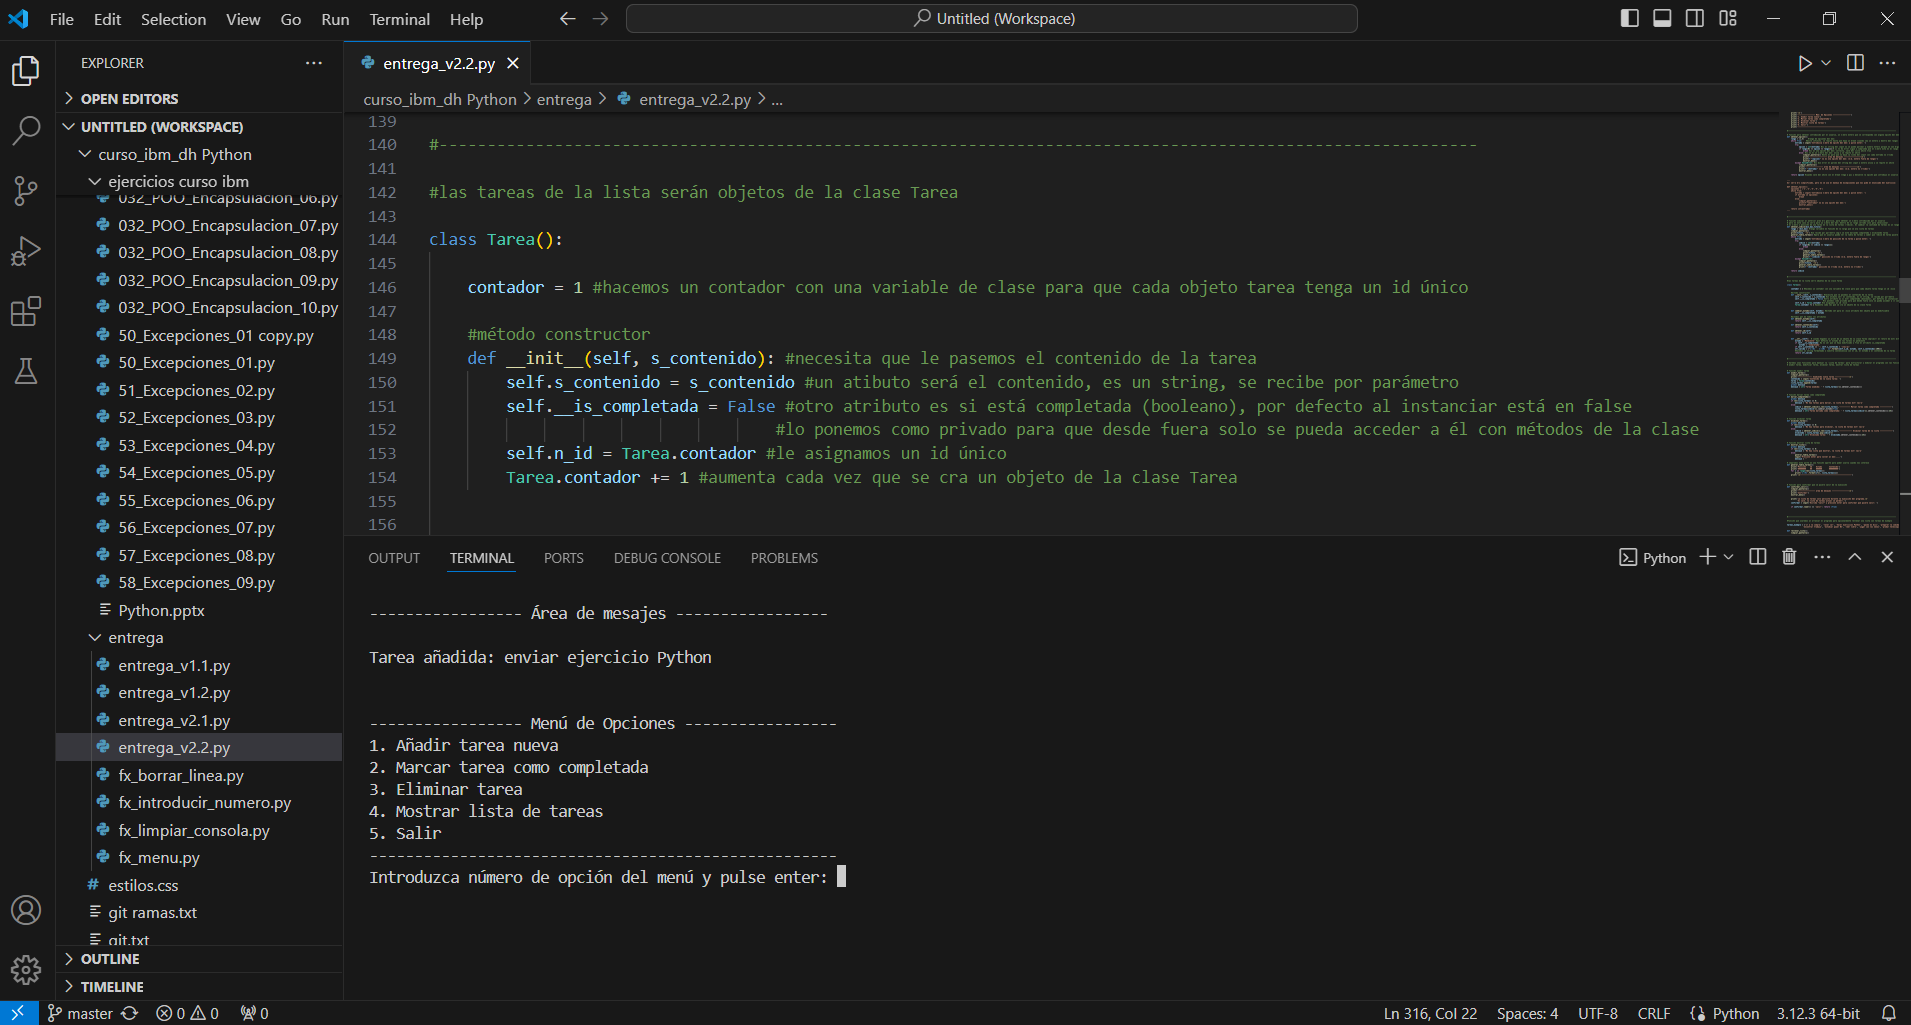 File Edit Selection View Go Run Terminal Help
Untitled (Workspace)
EXPLORER
OPEN EDITORS
UNTITLED (WORKSPACE)
curso_ibm_dh Python
ejercicios curso ibm
032_POO_Encapsulacion_06.py
032_POO_Encapsulacion_07.py
032_POO_Encapsulacion_08.py
032_POO_Encapsulacion_09.py
032_POO_Encapsulacion_10.py
50_Excepciones_01 copy.py
50_Excepciones_01.py
51_Excepciones_02.py
52_Excepciones_03.py
53_Excepciones_04.py
54_Excepciones_05.py
55_Excepciones_06.py
56_Excepciones_07.py
57_Excepciones_08.py
58_Excepciones_09.py
Python.pptx
entrega
entrega_v1.1.py
entrega_v1.2.py
entrega_v2.1.py
entrega_v2.2.py
fx_borrar_linea.py
fx_introducir_numero.py
fx_limpiar_consola.py
fx_menu.py
# estilos.css
git ramas.txt
git.txt
OUTLINE
TIMELINE
entrega_v2.2.py
curso_ibm_dh Python > entrega > entrega_v2.2.py > ...
139
140 #------------------------------------------------------------------------------------------------------------
141
142 #las tareas de la lista serán objetos de la clase Tarea
143
144 class Tarea():
145
146 contador = 1 #hacemos un contador con una variable de clase para que cada objeto tarea tenga un id único
147
148 #método constructor
149 def __init__(self, s_contenido): #necesita que le pasemos el contenido de la tarea
150 self.s_contenido = s_contenido #un atibuto será el contenido, es un string, se recibe por parámetro
151 self.__is_completada = False #otro atributo es si está completada (booleano), por defecto al instanciar está en false
152 #lo ponemos como privado para que desde fuera solo se pueda acceder a él con métodos de la clase
153 self.n_id = Tarea.contador #le asignamos un id único
154 Tarea.contador += 1 #aumenta cada vez que se cra un objeto de la clase Tarea
155
156
OUTPUT TERMINAL PORTS DEBUG CONSOLE PROBLEMS
Python
----------------- Área de mesajes -----------------
Tarea añadida: enviar ejercicio Python
----------------- Menú de Opciones -----------------
1. Añadir tarea nueva
2. Marcar tarea como completada
3. Eliminar tarea
4. Mostrar lista de tareas
5. Salir
----------------------------------------------------
Introduzca número de opción del menú y pulse enter:
master 0 0 0
Ln 316, Col 22 Spaces: 4 UTF-8 CRLF Python 3.12.3 64-bit